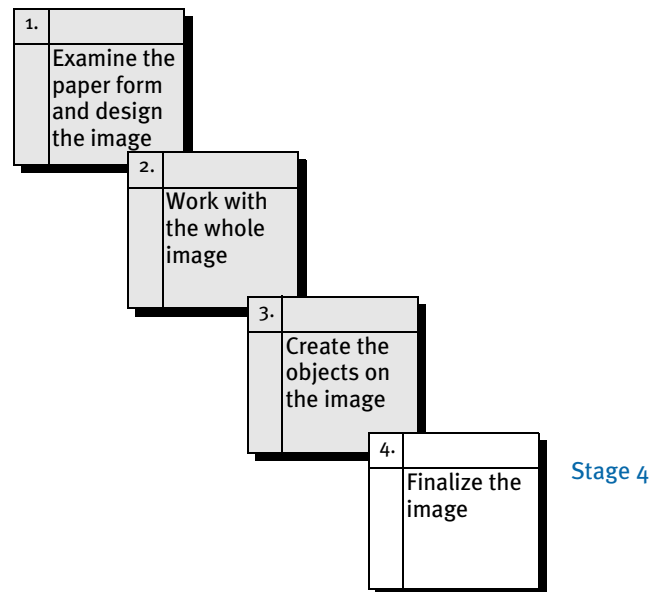 1.
Examine the
paper form
and design
the image
2.
Work with
the whole
image
3.
Create the
objects on
the image
4.
Finalize the
image
Stage 4